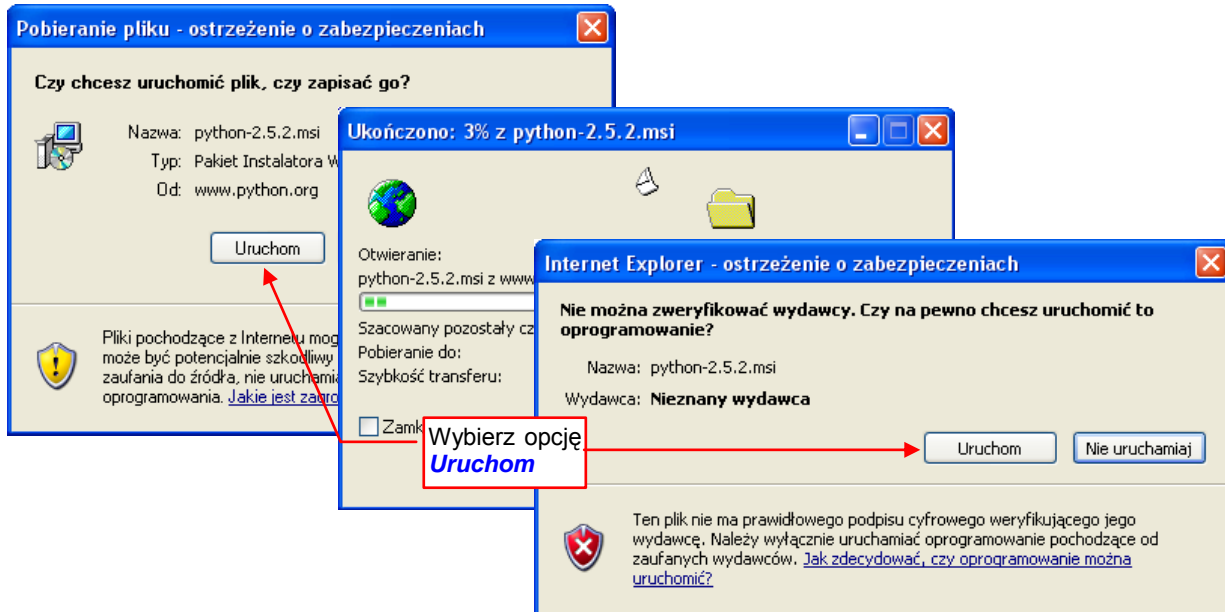 Pobieranie pliku - ostrzeżenie o zabezpieczeniach
Czy chcesz uruchomić plik, czy zapisać go?
Nazwa: python-2.5.2.msi
Typ: Pakiet Instalatora W
Od: www.python.org
Uruchom
Pliki pochodzące z Internetu mog
może być potencjalnie szkodliwy
zaufania do źródła, nie uruchamia
oprogramowania. Jakie jest zagro
Ukończono: 3% z python-2.5.2.msi
Otwieranie:
python-2.5.2.msi z www
Szacowany pozostały cz
Pobieranie do:
Szybkość transferu:
Zamk
Wybierz opcję
Uruchom
Internet Explorer - ostrzeżenie o zabezpieczeniach
Nie można zweryfikować wydawcy. Czy na pewno chcesz uruchomić to
oprogramowanie?
Nazwa: python-2.5.2.msi
Wydawca: Nieznany wydawca
Uruchom
Nie uruchamiaj
Ten plik nie ma prawidłowego podpisu cyfrowego weryfikującego jego
wydawcę. Należy wyłącznie uruchamiać oprogramowanie pochodzące od
zaufanych wydawców. Jak zdecydować, czy oprogramowanie można
uruchomić?